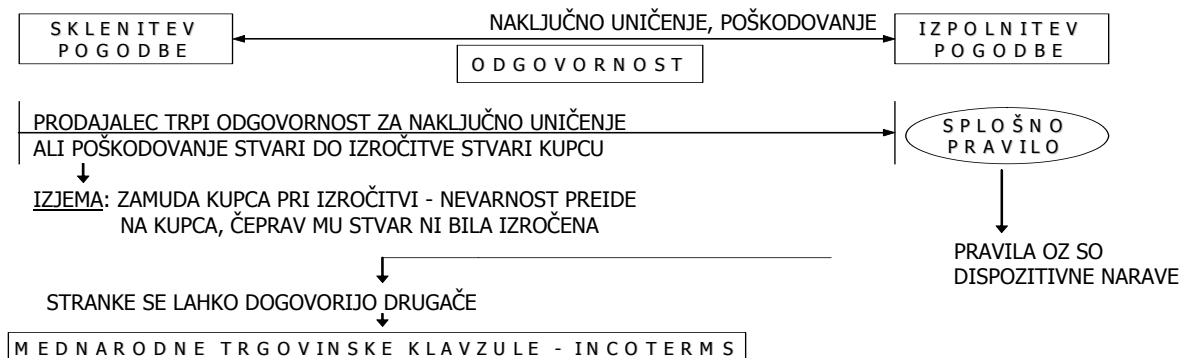 NAKLJUČNO UNIČENJE, POŠKODOVANJE
SKLENITEV
POGODBE
IZPOLNITEV
POGODBE
ODGOVORNOST
PRODAJALEC TRPI ODGOVORNOST ZA NAKLJUČNO UNIČENJE
ALI POŠKODOVANJE STVARI DO IZROČITVE STVARI KUPCU
SPLOŠNO
PRAVILO
IZJEMA: ZAMUDA KUPCA PRI IZROČITVI - NEVARNOST PREIDE
NA KUPCA, ČEPRAV MU STVAR NI BILA IZROČENA
PRAVILA OZ SO
DISPOZITIVNE NARAVE
STRANKE SE LAHKO DOGOVORIJO DRUGAČE
MEDNARODNE TRGOVINSKE KLAVZULE - INCOTERMS